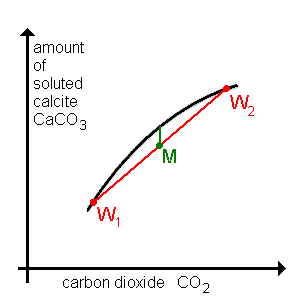 amount
of
soluted
calcite
CaCO₃
W₂
M
W₁
carbon dioxide CO₂